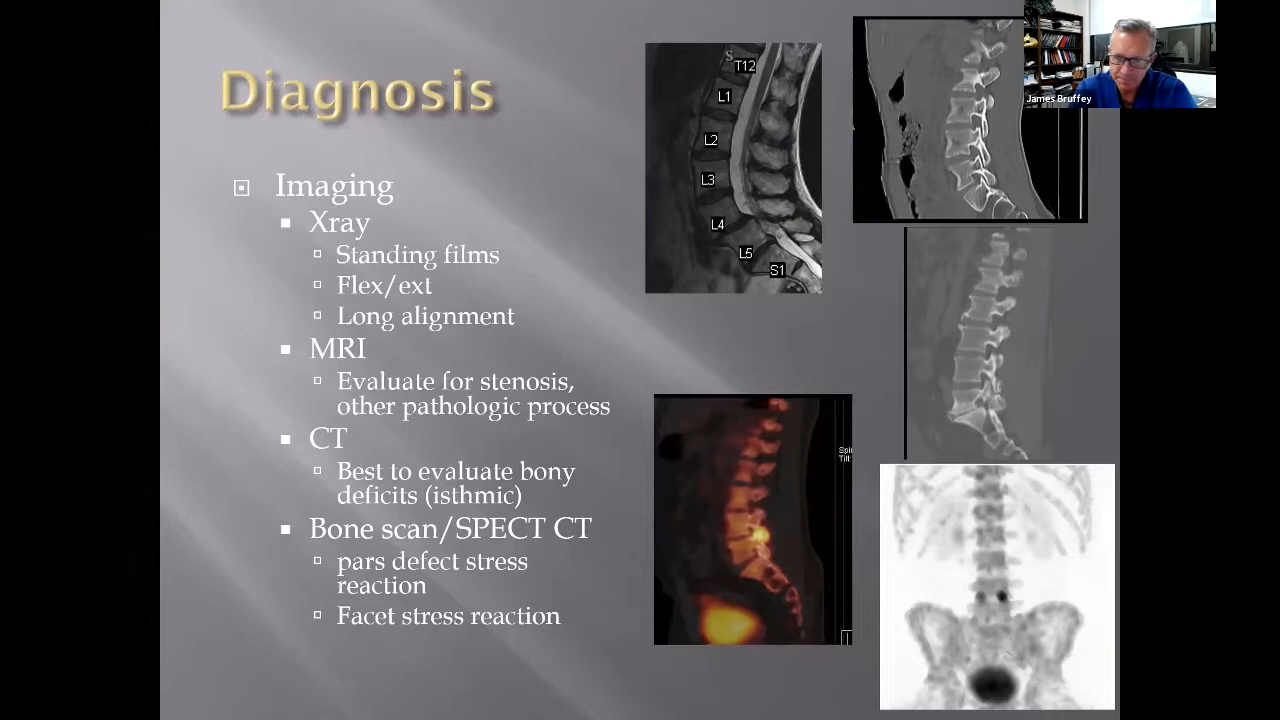 Diagnosis
Imaging
Xray
Standing films
Flex/ext
Long alignment
MRI
Evaluate for stenosis,
other pathologic process
CT
Best to evaluate bony
deficits (isthmic)
Bone scan/SPECT CT
pars defect stress
reaction
Facet stress reaction
S
T12
L1
L2
L3
L4
L5
S1
James Bruffey